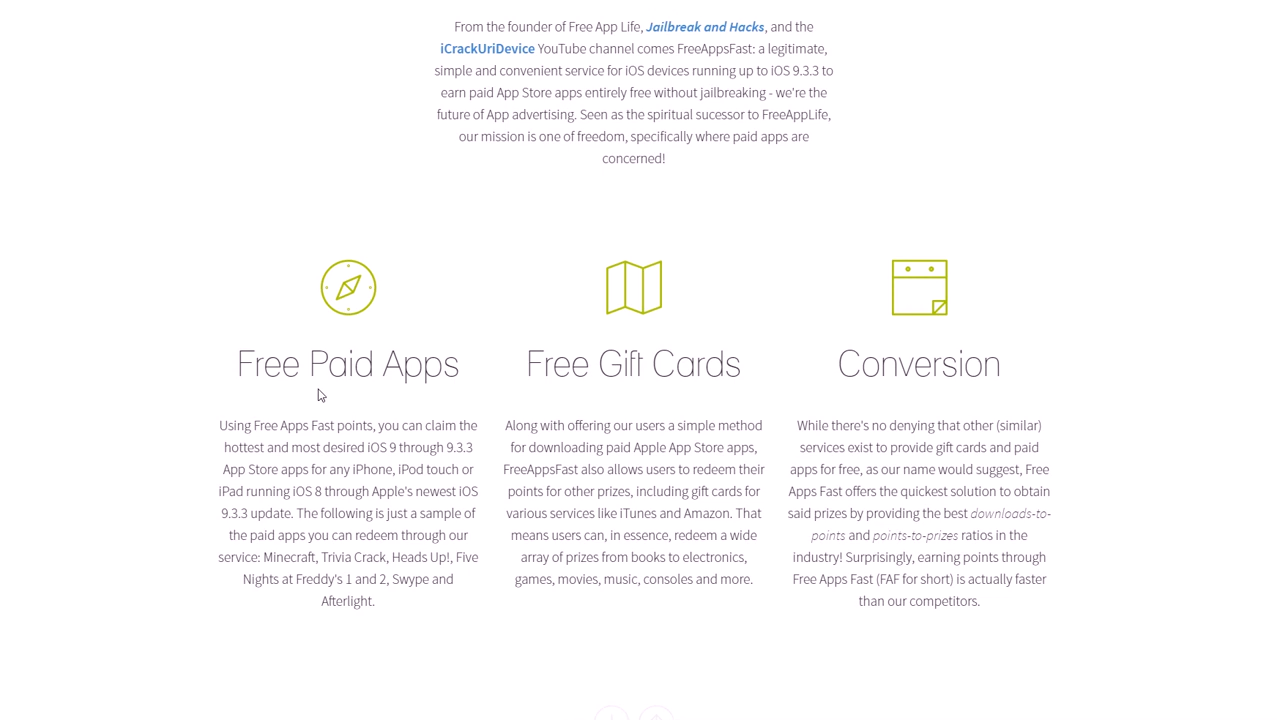 From the founder of Free App Life, Jailbreak and Hacks, and the
iCrackUriDevice YouTube channel comes FreeAppsFast: a legitimate,
simple and convenient service for iOS devices running up to iOS 9.3.3 to
earn paid App Store apps entirely free without jailbreaking - we're the
future of App advertising. Seen as the spiritual sucessor to FreeAppLife,
our mission is one of freedom, specifically where paid apps are
concerned!
Free Paid Apps
Using Free Apps Fast points, you can claim the
hottest and most desired iOS 9 through 9.3.3
App Store apps for any iPhone, iPod touch or
iPad running iOS 8 through Apple's newest iOS
9.3.3 update. The following is just a sample of
the paid apps you can redeem through our
service: Minecraft, Trivia Crack, Heads Up!, Five
Nights at Freddy's 1 and 2, Swype and
Afterlight.
Free Gift Cards
Along with offering our users a simple method
for downloading paid Apple App Store apps,
FreeAppsFast also allows users to redeem their
points for other prizes, including gift cards for
various services like iTunes and Amazon. That
means users can, in essence, redeem a wide
array of prizes from books to electronics,
games, movies, music, consoles and more.
Conversion
While there's no denying that other (similar)
services exist to provide gift cards and paid
apps for free, as our name would suggest, Free
Apps Fast offers the quickest solution to obtain
said prizes by providing the best downloads-to-
points and points-to-prizes ratios in the
industry! Surprisingly, earning points through
Free Apps Fast (FAF for short) is actually faster
than our competitors.